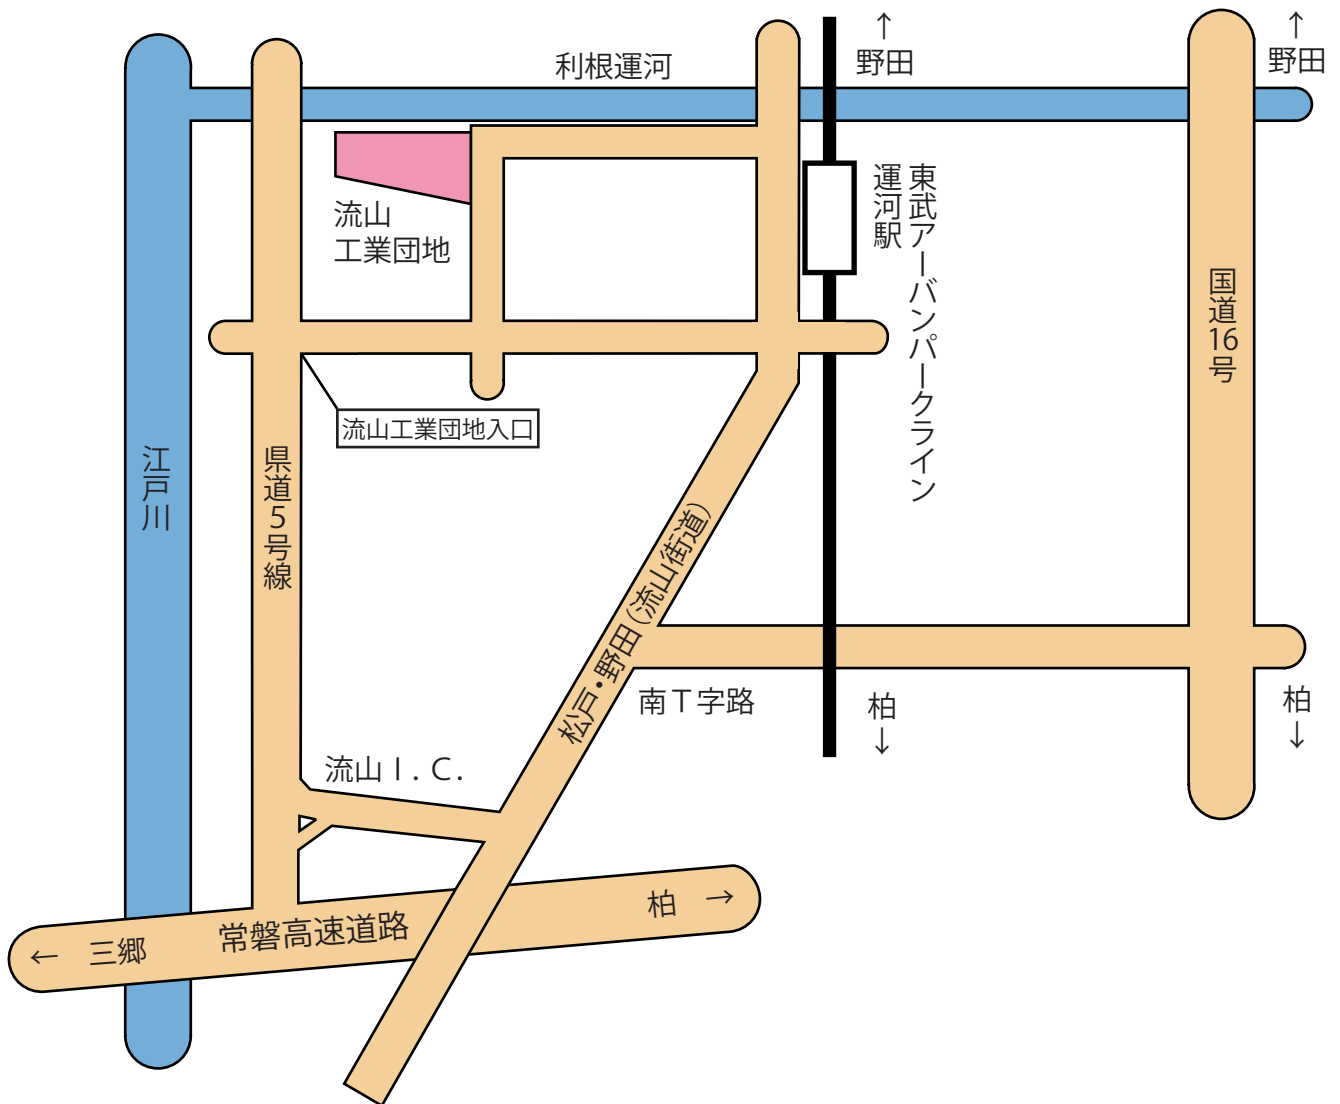 利根運河
↑
野田
↑
野田
東武アーバンパークライン
運河駅
流山
工業団地
国道16号
流山工業団地入口
江戸川
県道5号線
松戸・野田(流山街道)
南T字路
柏
↓
柏
↓
流山I.C.
柏 →
← 三郷 常磐高速道路